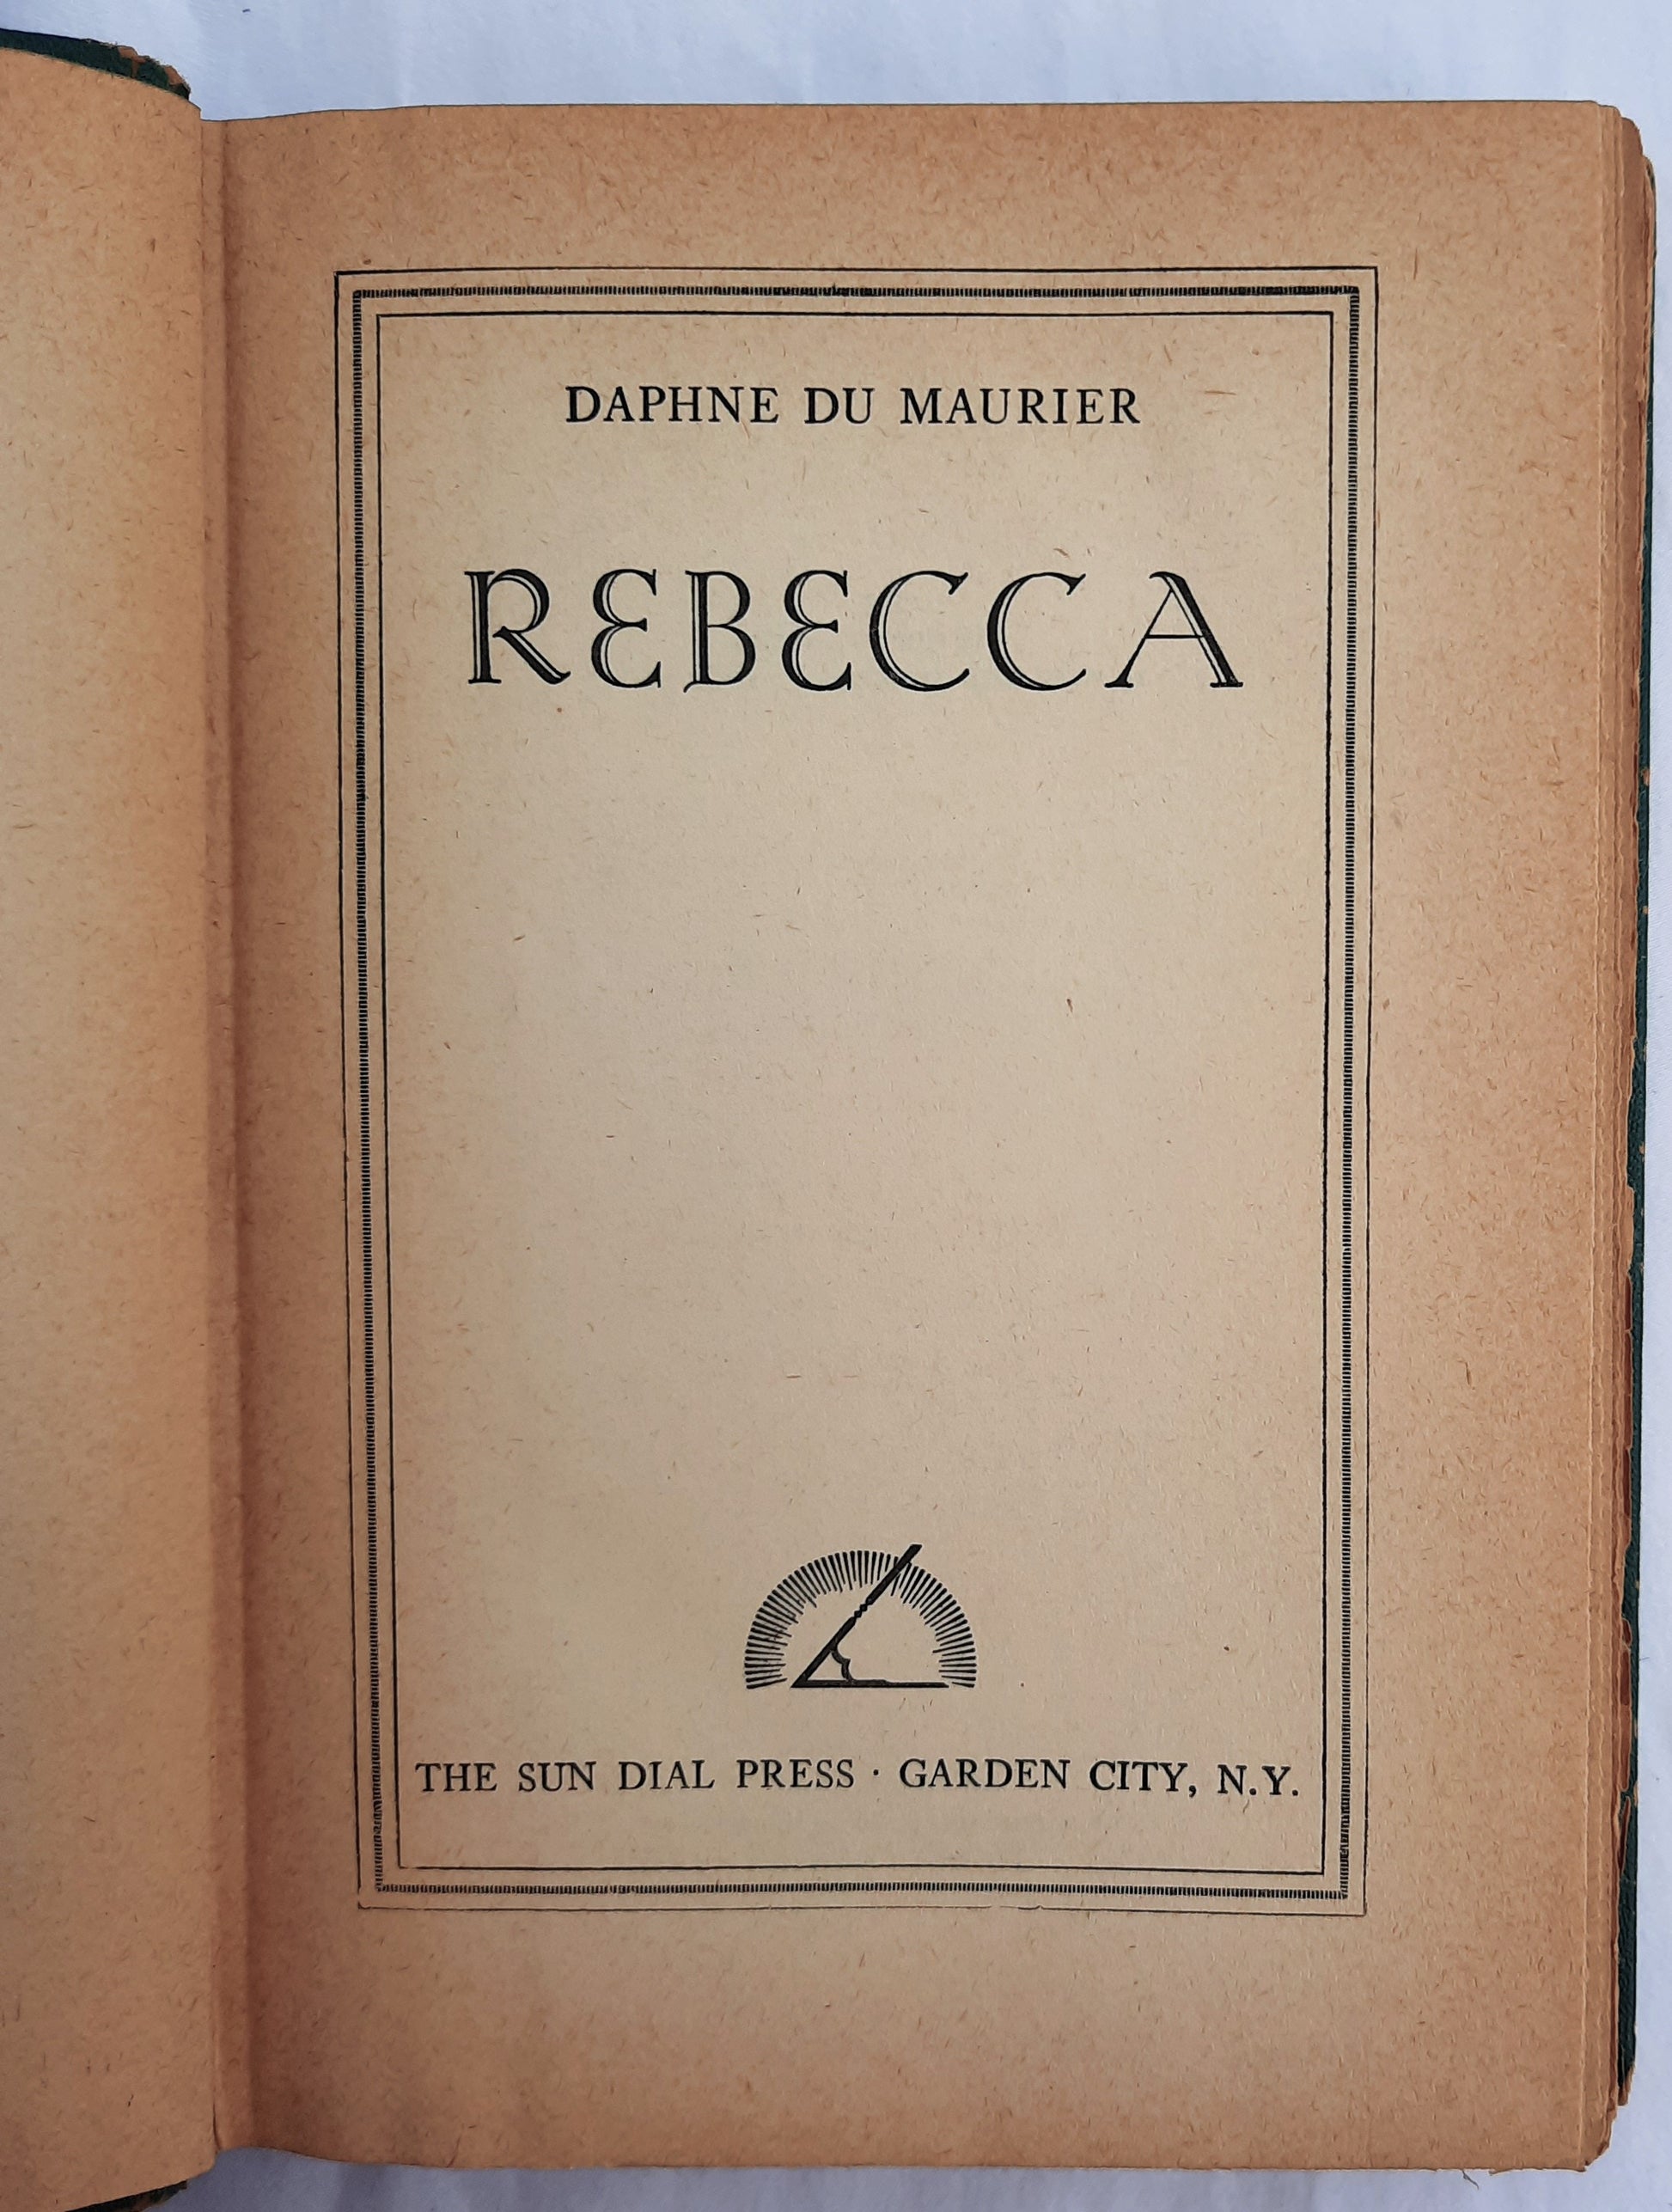 DAPHNE DU MAURIER
REBECCA
THE SUN DIAL PRESS · GARDEN CITY, N.Y.